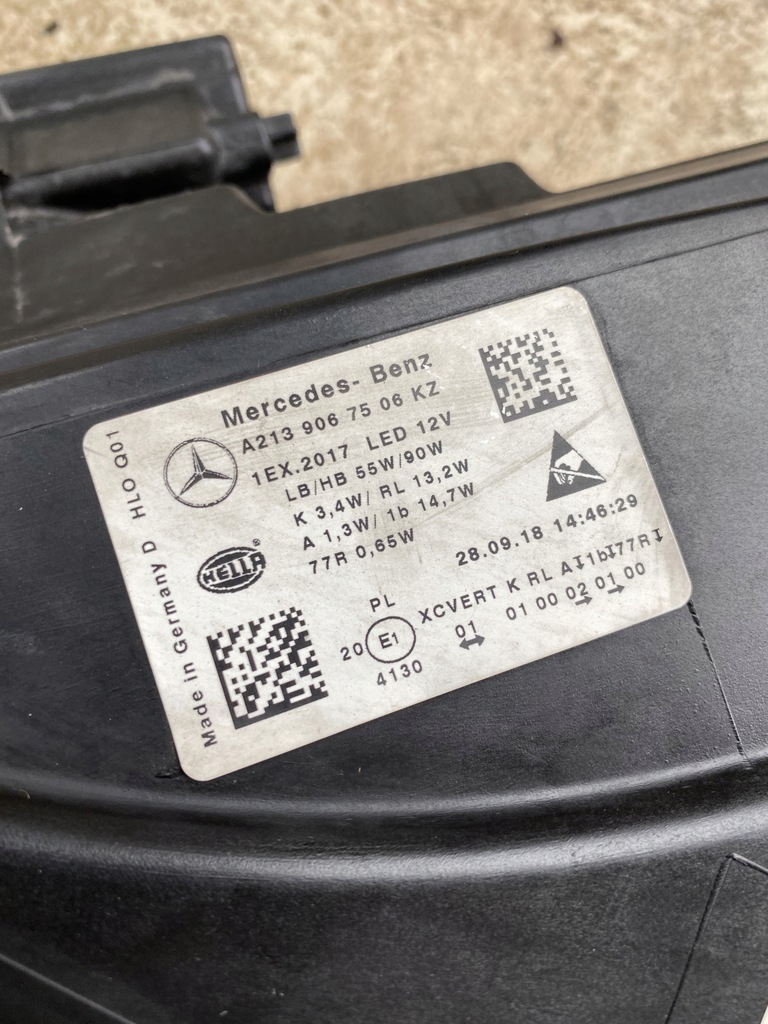 Mercedes- Benz
A213 906 75 06 KZ
1EX.2017 LED 12V
LB/HB 55W/90W
K 3,4W/ RL 13,2W
A 1,3W/ 1b 14,7W
77R 0,65W
28.09.18 14:46:29
HELLA ®
PL
XCVERT K RL A↧1b↧77R↧
20 E1 01 01 00 02 01 00
4130 ↔ → →
Made in Germany D HLO Q01